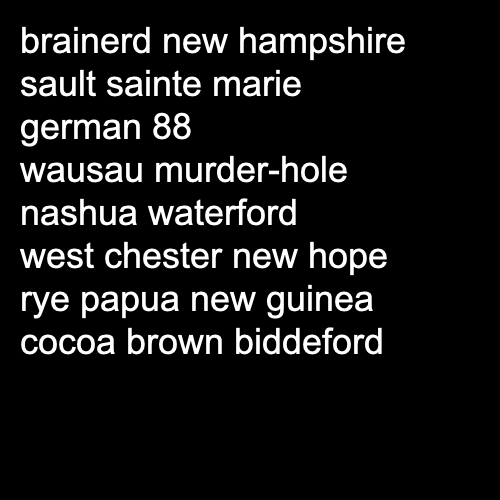 brainerd new hampshire
sault sainte marie
german 88
wausau murder-hole
nashua waterford
west chester new hope
rye papua new guinea
cocoa brown biddeford